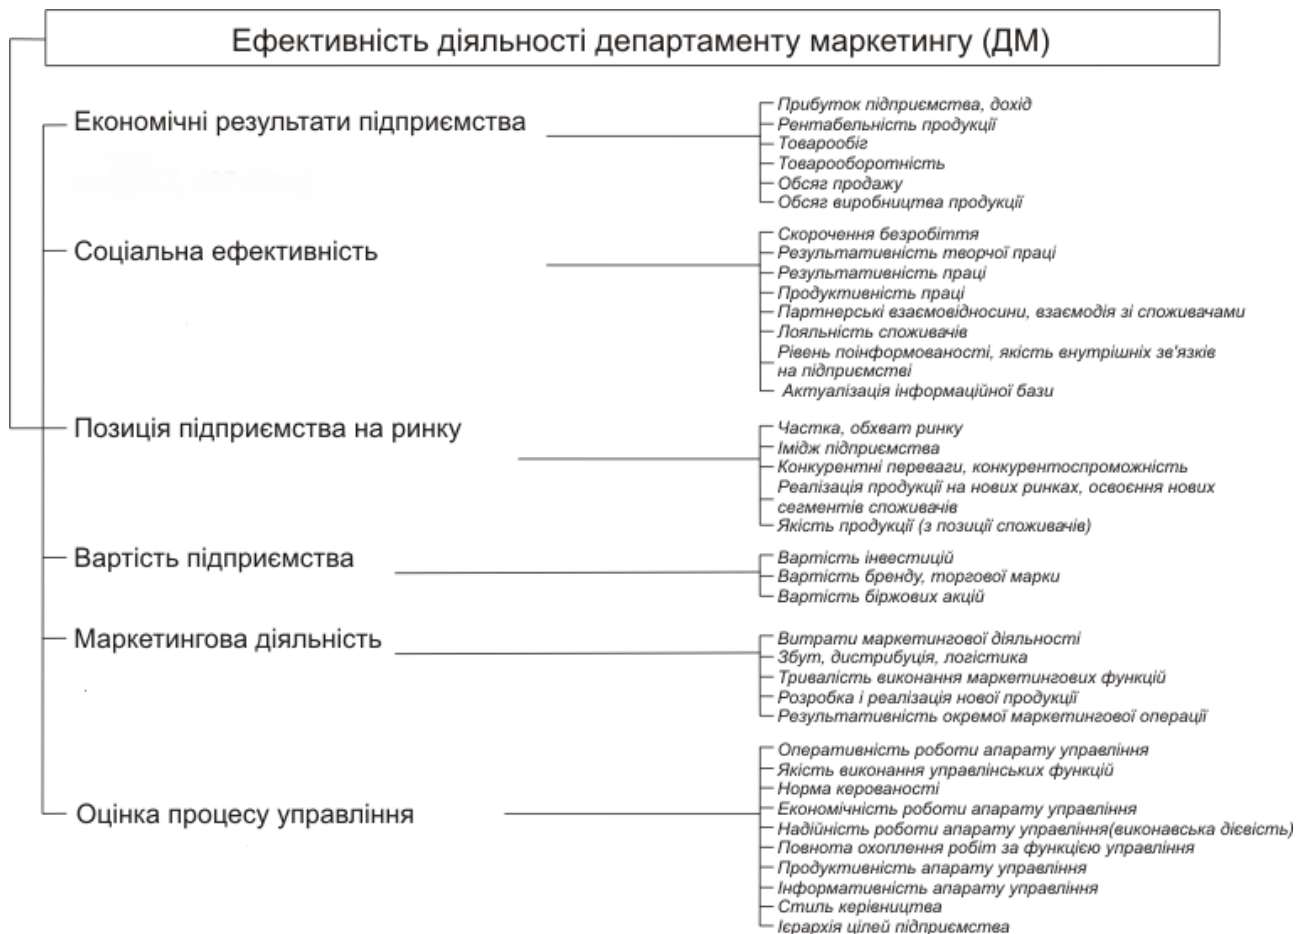 Ефективність діяльності департаменту маркетингу (ДМ)
Економічні результати підприємства
Прибуток підприємства, дохід
Рентабельність продукції
Товарообіг
Товарооборотність
Обсяг продажу
Обсяг виробництва продукції
Соціальна ефективність
Скорочення безробіття
Результативність творчої праці
Результативність праці
Продуктивність праці
Партнерські взаємовідносини, взаємодія зі споживачами
Лояльність споживачів
Рівень поінформованості, якість внутрішніх зв'язків
на підприємстві
Актуалізація інформаційної бази
Позиція підприємства на ринку
Частка, обхват ринку
Імідж підприємства
Конкурентні переваги, конкурентоспроможність
Реалізація продукції на нових ринках, освоєння нових
сегментів споживачів
Якість продукції (з позиції споживачів)
Вартість підприємства
Вартість інвестицій
Вартість бренду, торгової марки
Вартість біржових акцій
Маркетингова діяльність
Витрати маркетингової діяльності
Збут, дистрибуція, логістика
Тривалість виконання маркетингових функцій
Розробка і реалізація нової продукції
Результативність окремої маркетингової операції
Оцінка процесу управління
Оперативність роботи апарату управління
Якість виконання управлінських функцій
Норма керованості
Економічність роботи апарату управління
Надійність роботи апарату управління(виконавська дієвість)
Повнота охоплення робіт за функцією управління
Продуктивність апарату управління
Інформативність апарату управління
Стиль керівництва
Ієрархія цілей підприємства